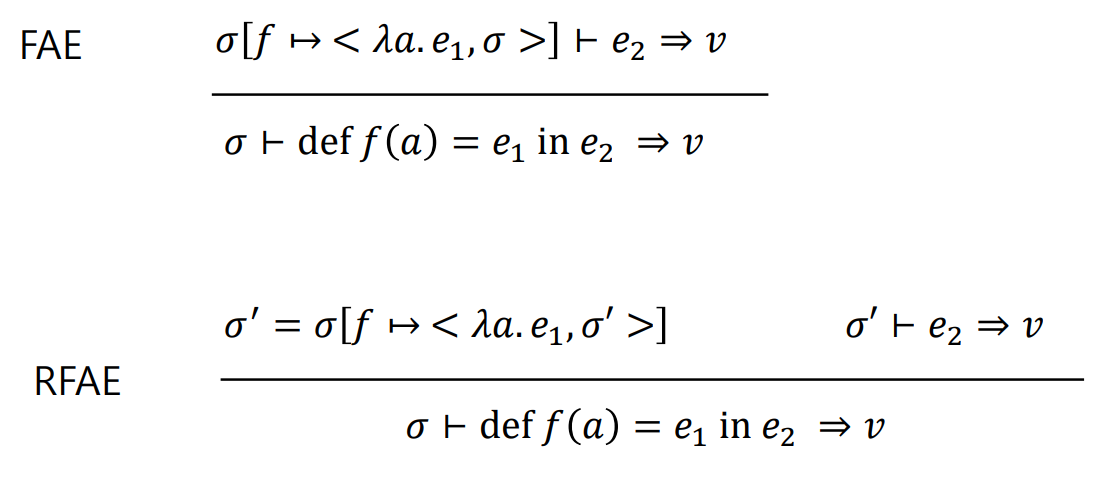 FAE σ[f ↦ < λa. e₁, σ >] ⊢ e₂ ⇒ v
σ ⊢ def f(a) = e₁ in e₂ ⇒ v
σ′ = σ[f ↦ < λa. e₁, σ′ >] σ′ ⊢ e₂ ⇒ v
RFAE
σ ⊢ def f(a) = e₁ in e₂ ⇒ v